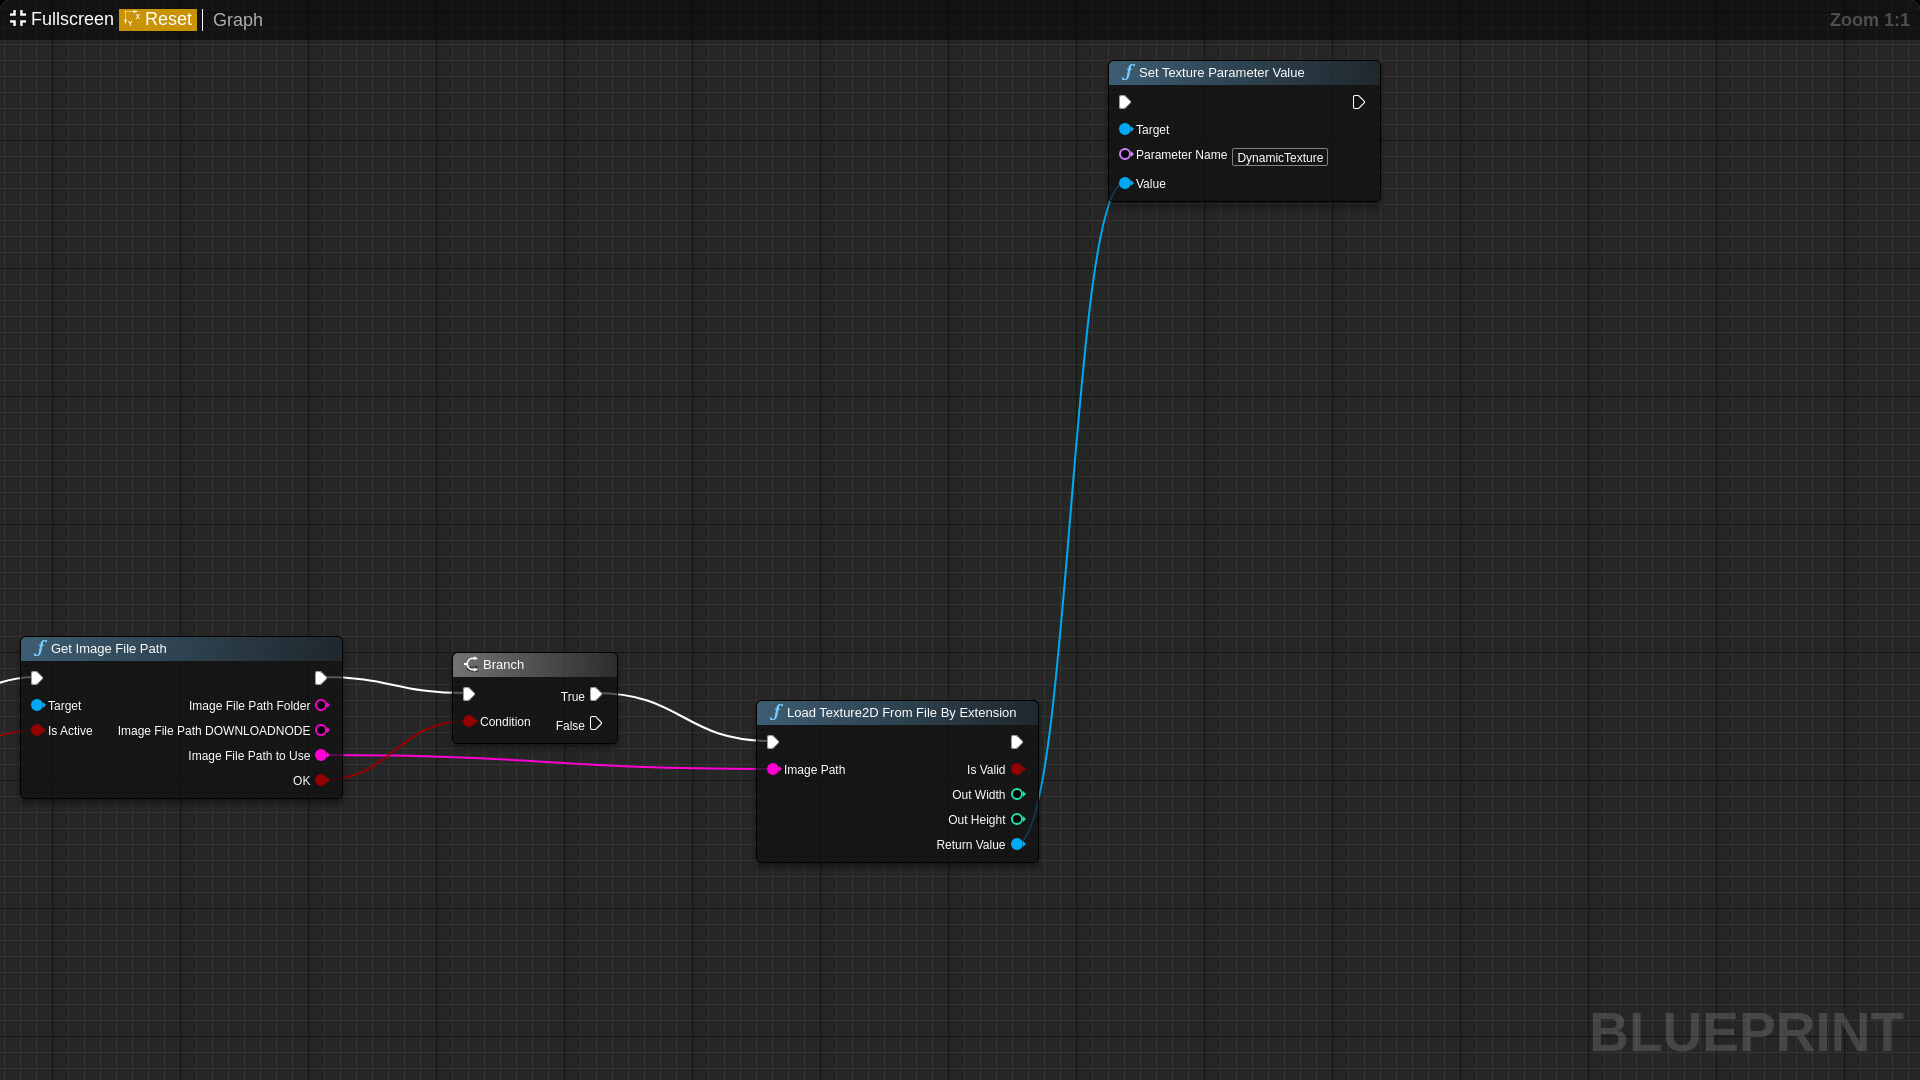 Fullscreen Reset Graph
Zoom 1:1
Set Texture Parameter Value
Target
Parameter Name DynamicTexture
Value
Get Image File Path
Target Image File Path Folder
Is Active Image File Path DOWNLOADNODE
Image File Path to Use
OK
Branch
True
Condition False
Load Texture2D From File By Extension
Image Path Is Valid
Out Width
Out Height
Return Value
BLUEPRINT